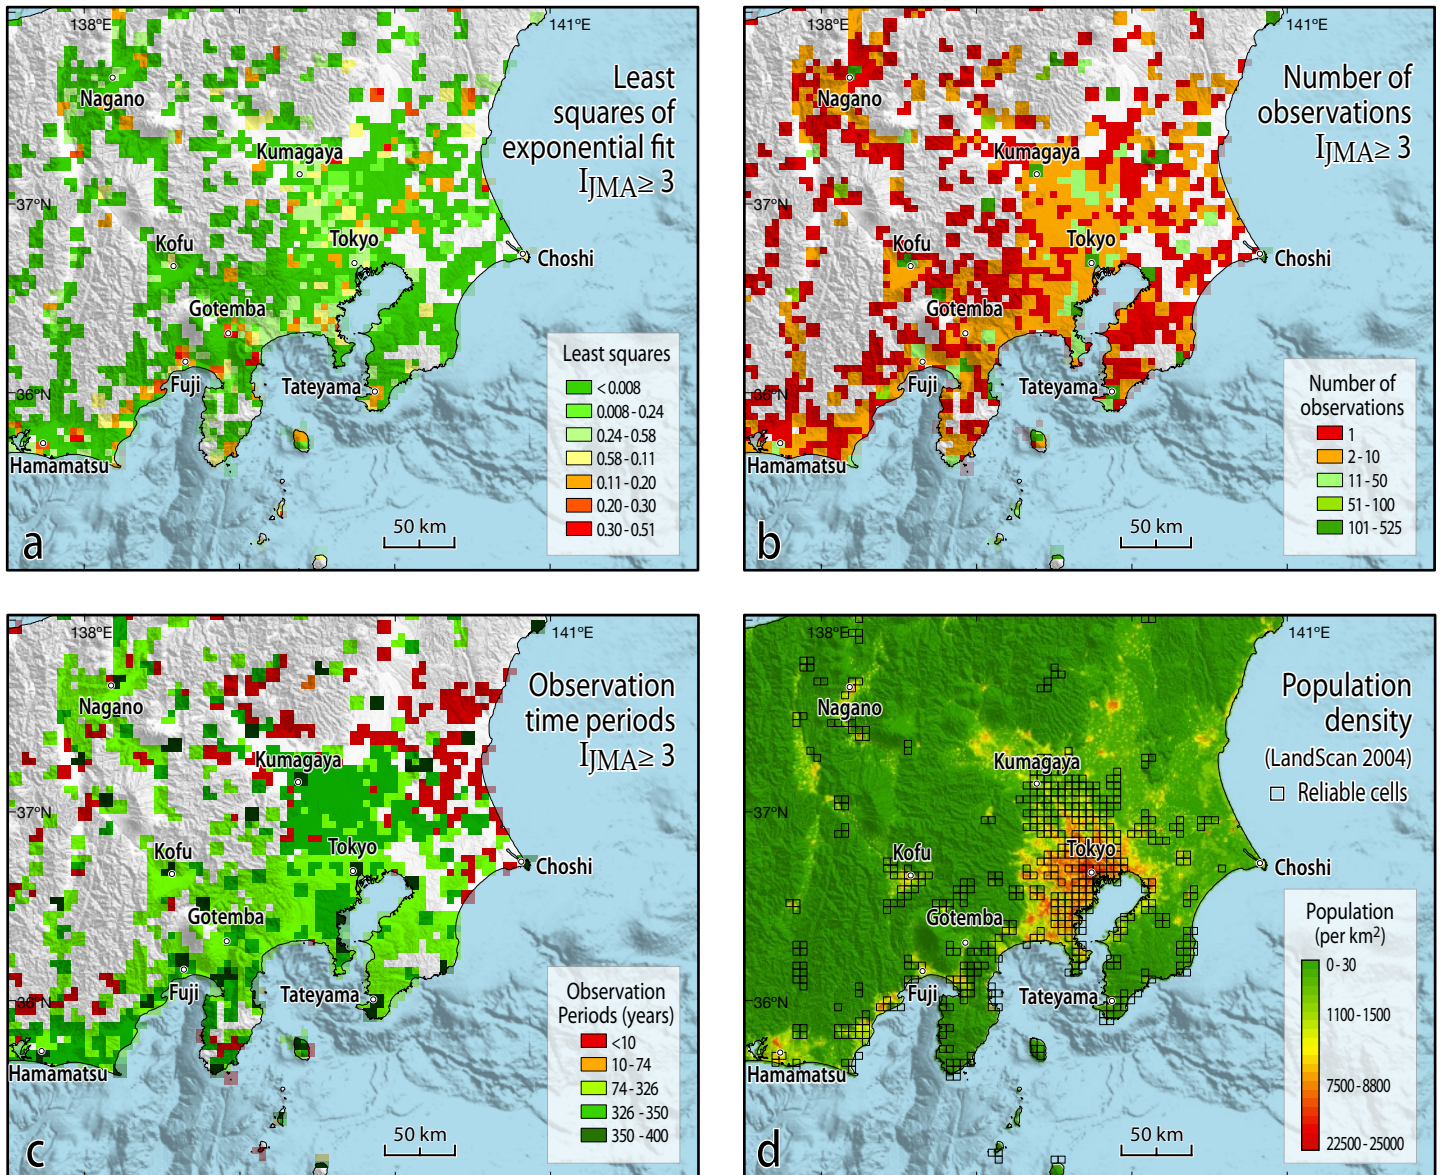 138°E
141°E
Least
squares of
exponential fit
IJMA≥ 3
Nagano
Kumagaya
37°N
Kofu
Tokyo
Choshi
Gotemba
Fuji
Tateyama
36°N
Hamamatsu
Least squares
< 0.008
0.008 - 0.24
0.24 - 0.58
0.58 - 0.11
0.11 - 0.20
0.20 - 0.30
0.30 - 0.51
50 km
a
138°E
141°E
Number of
observations
IJMA≥ 3
Nagano
Kumagaya
37°N
Kofu
Tokyo
Choshi
Gotemba
Fuji
Tateyama
36°N
Hamamatsu
Number of
observations
1
2 - 10
11 - 50
51 - 100
101 - 525
50 km
b
138°E
141°E
Observation
time periods
IJMA≥ 3
Nagano
Kumagaya
37°N
Kofu
Tokyo
Choshi
Gotemba
Fuji
Tateyama
36°N
Hamamatsu
Observation
Periods (years)
<10
10 - 74
74 - 326
326 - 350
350 - 400
50 km
c
138°E
141°E
Population
density
(LandScan 2004)
Reliable cells
Nagano
Kumagaya
37°N
Kofu
Tokyo
Choshi
Gotemba
Fuji
Tateyama
36°N
Hamamatsu
Population
(per km²)
0 - 30
1100 - 1500
7500 - 8800
22500 - 25000
50 km
d